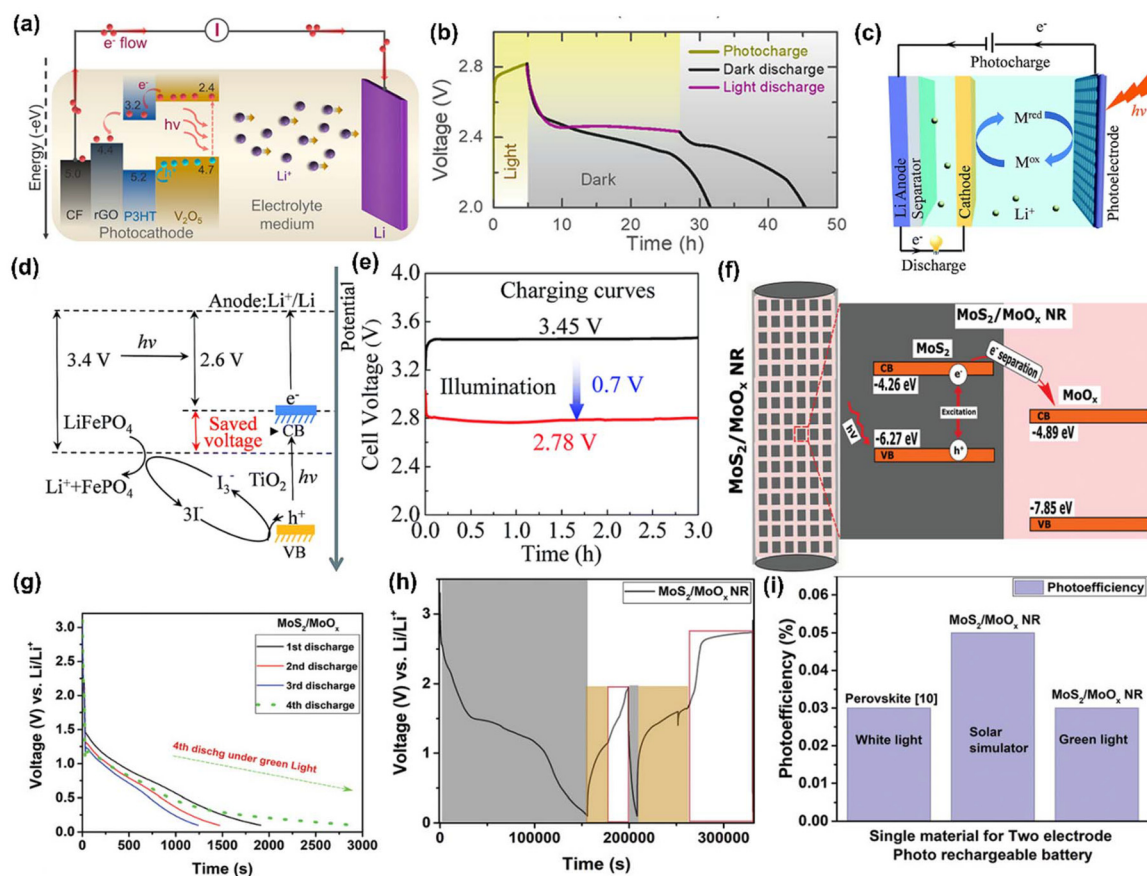 (a)
I
e⁻ flow
Energy (-eV)
e⁻
2.4
3.2
hν
4.4
5.0
5.2
h⁺
4.7
CF
rGO
P3HT
V₂O₅
Photocathode
Li⁺
Electrolyte
medium
Li
(b)
Photocharge
Dark discharge
Light discharge
Voltage (V)
2.8
2.4
2.0
Light
Dark
0
10
20
30
40
50
Time (h)
(c)
e⁻
Photocharge
hν
Mʳᵉᵈ
Mᵒˣ
Li Anode
Separator
Cathode
Li⁺
Photoelectrode
e⁻
Discharge
(d)
Anode:Li⁺/Li
Potential
3.4 V
hν
2.6 V
e⁻
Saved
voltage
CB
LiFePO₄
Li⁺+FePO₄
I₃⁻
TiO₂
hν
3I⁻
h⁺
VB
(e)
Cell Voltage (V)
4.0
3.6
3.2
2.8
2.4
2.0
Charging curves
3.45 V
Illumination
0.7 V
2.78 V
0.0
0.5
1.0
1.5
2.0
2.5
3.0
Time (h)
(f)
MoS₂/MoOₓ NR
MoS₂/MoOₓ NR
MoS₂
CB
-4.26 eV
e⁻
e⁻ separation
MoOₓ
CB
-4.89 eV
Excitation
hν
-6.27 eV
VB
h⁺
-7.85 eV
VB
(g)
Voltage (V) vs. Li/Li⁺
3.0
2.5
2.0
1.5
1.0
0.5
0.0
MoS₂/MoOₓ
1st discharge
2nd discharge
3rd discharge
4th discharge
4th dischg under green Light
0
500
1000
1500
2000
2500
3000
Time (s)
(h)
Voltage (V) vs. Li/Li⁺
3
2
1
0
MoS₂/MoOₓ NR
0
100000
200000
300000
Time (s)
(i)
Photoefficiency (%)
0.06
0.05
0.04
0.03
0.02
0.01
0.00
Photoefficiency
MoS₂/MoOₓ NR
Perovskite [10]
MoS₂/MoOₓ NR
White light
Solar
simulator
Green light
Single material for Two electrode
Photo rechargeable battery